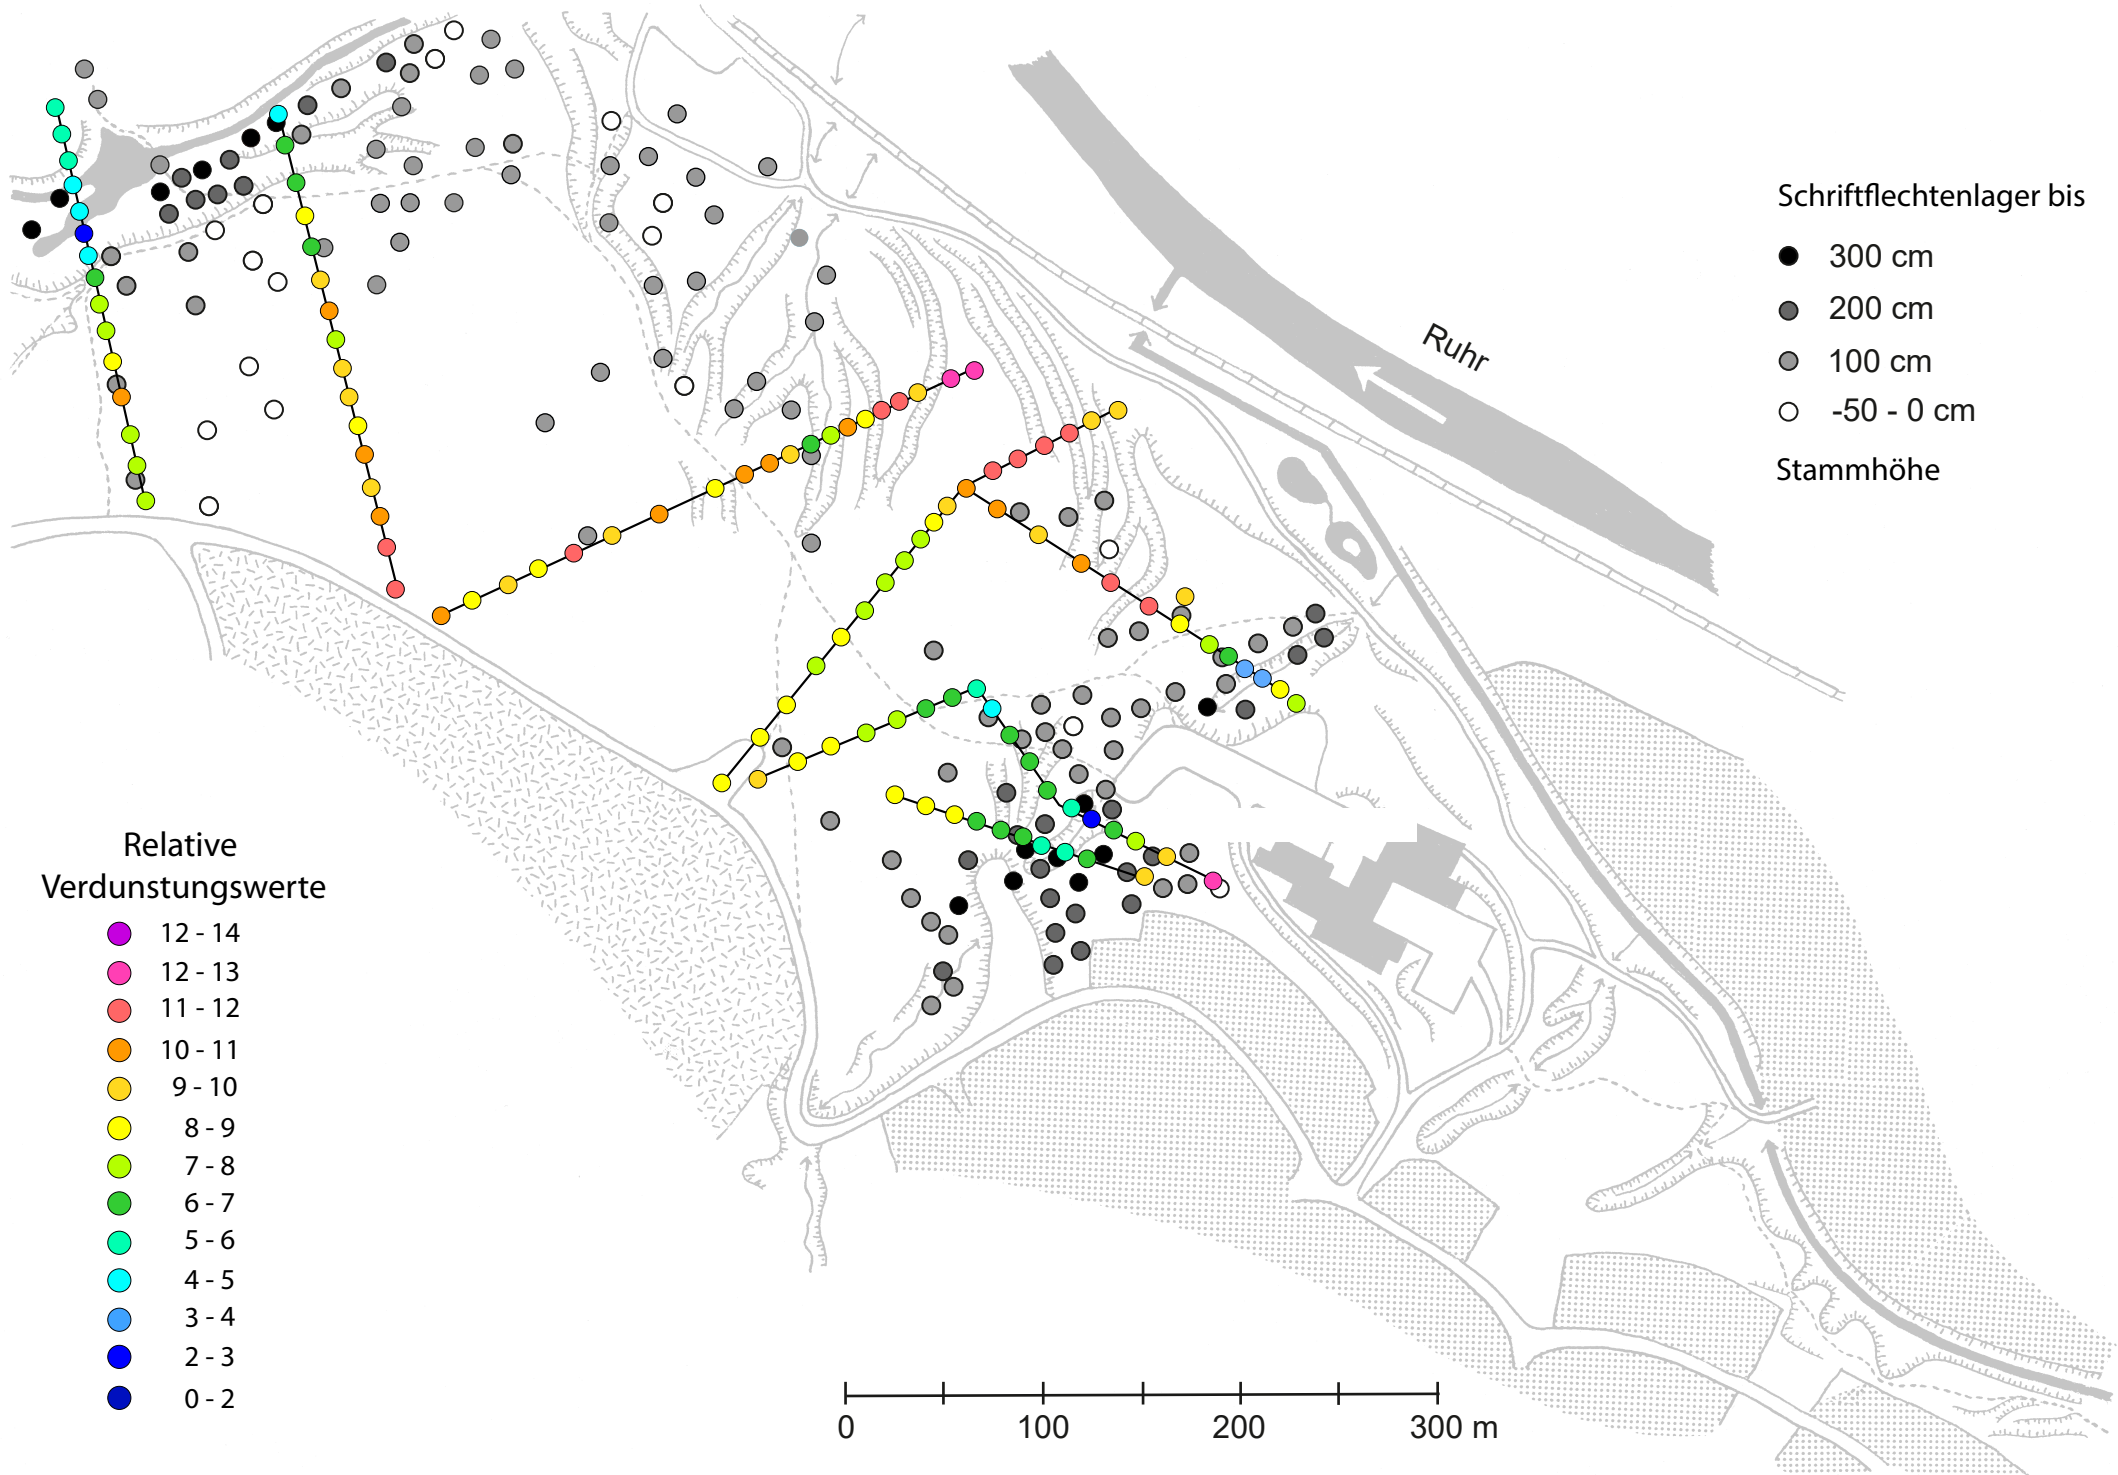 Schriftflechtenlager bis
300 cm
200 cm
100 cm
-50 - 0 cm
Stammhöhe
Ruhr
Relative
Verdunstungswerte
12 - 14
12 - 13
11 - 12
10 - 11
9 - 10
8 - 9
7 - 8
6 - 7
5 - 6
4 - 5
3 - 4
2 - 3
0 - 2
0 100 200 300 m